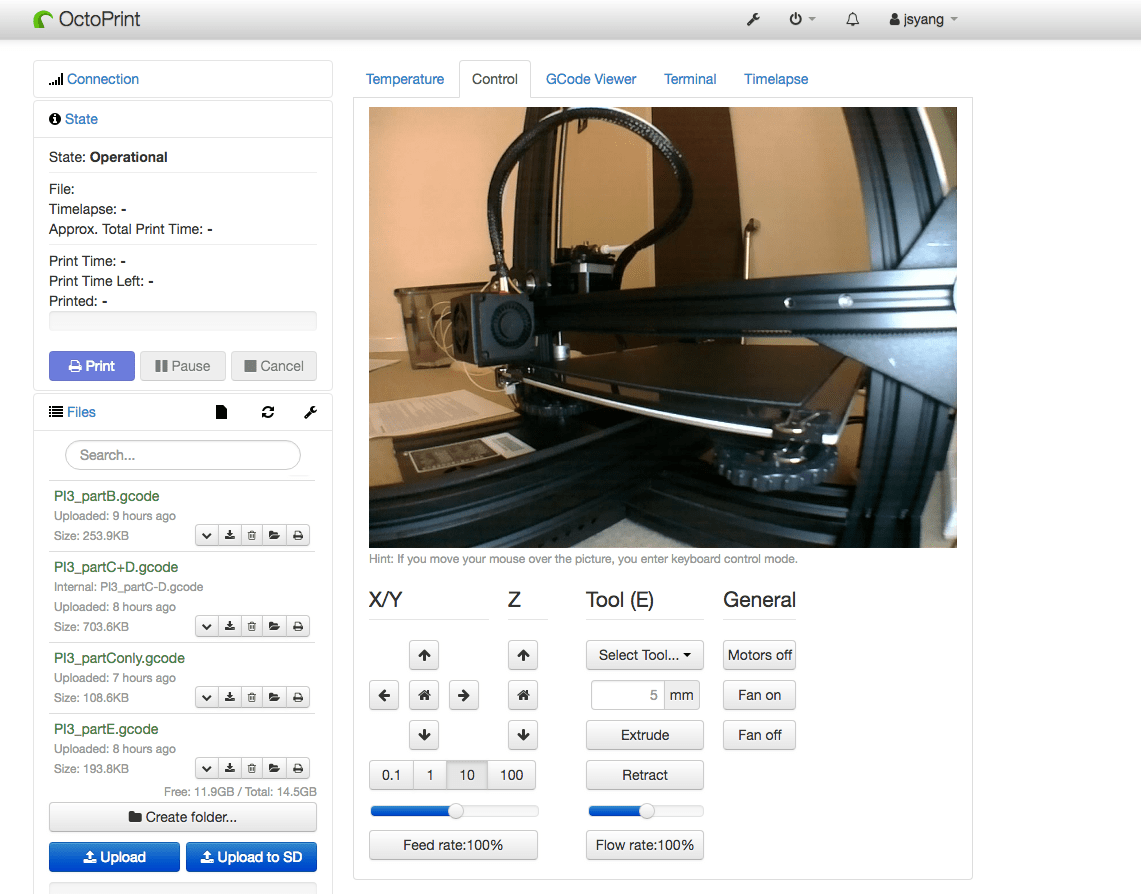 OctoPrint
jsyang
Connection
State
State: Operational
File:
Timelapse: -
Approx. Total Print Time: -
Print Time: -
Print Time Left: -
Printed: -
Print
Pause
Cancel
Files
Search...
PI3_partB.gcode
Uploaded: 9 hours ago
Size: 253.9KB
PI3_partC+D.gcode
Internal: PI3_partC-D.gcode
Uploaded: 8 hours ago
Size: 703.6KB
PI3_partConly.gcode
Uploaded: 7 hours ago
Size: 108.6KB
PI3_partE.gcode
Uploaded: 8 hours ago
Size: 193.8KB
Free: 11.9GB / Total: 14.5GB
Create folder...
Upload
Upload to SD
Temperature
Control
GCode Viewer
Terminal
Timelapse
Hint: If you move your mouse over the picture, you enter keyboard control mode.
X/Y
Z
Tool (E)
General
Select Tool...
Motors off
5 mm
Fan on
Extrude
Fan off
0.1 1 10 100
Retract
Feed rate:100%
Flow rate:100%